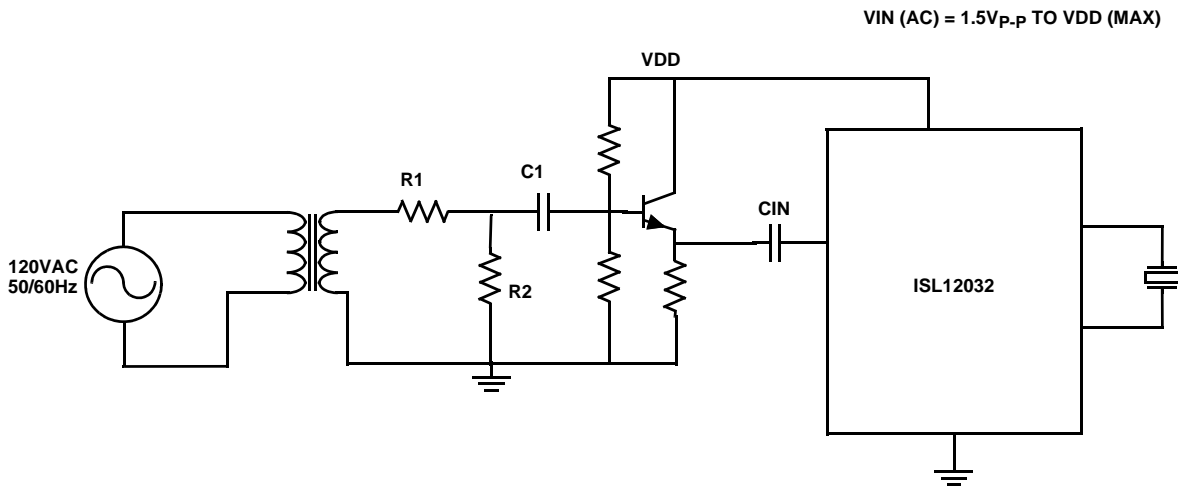 VIN (AC) = 1.5VP-P TO VDD (MAX)
VDD
R1
C1
CIN
120VAC
50/60Hz
R2
ISL12032